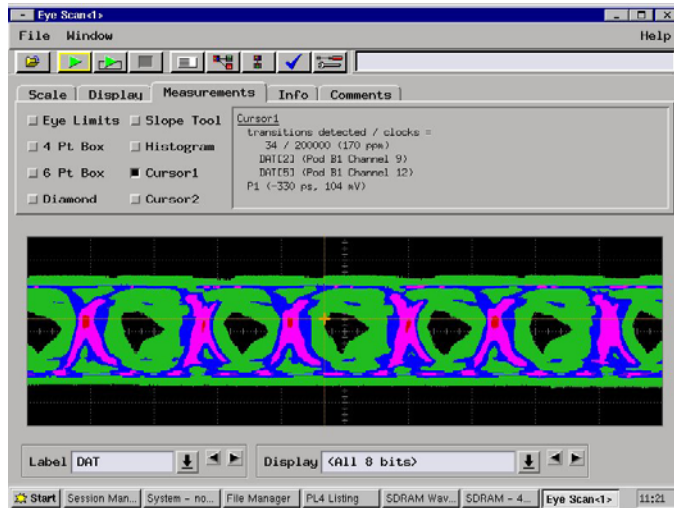 Eye Scan<1>
File Window Help
Scale Display Measurements Info Comments
Eye Limits Slope Tool
4 Pt Box Histogram
6 Pt Box Cursor1
Diamond Cursor2
Cursor1
transitions detected / clocks =
34 / 200000 (170 ppm)
DAT[2] (Pod B1 Channel 9)
DAT[5] (Pod B1 Channel 12)
P1 (-330 ps, 104 mV)
Label DAT Display <All 8 bits>
Start Session Man... System - no... File Manager PL4 Listing SDRAM Wav... SDRAM - 4... Eye Scan<1> 11:21